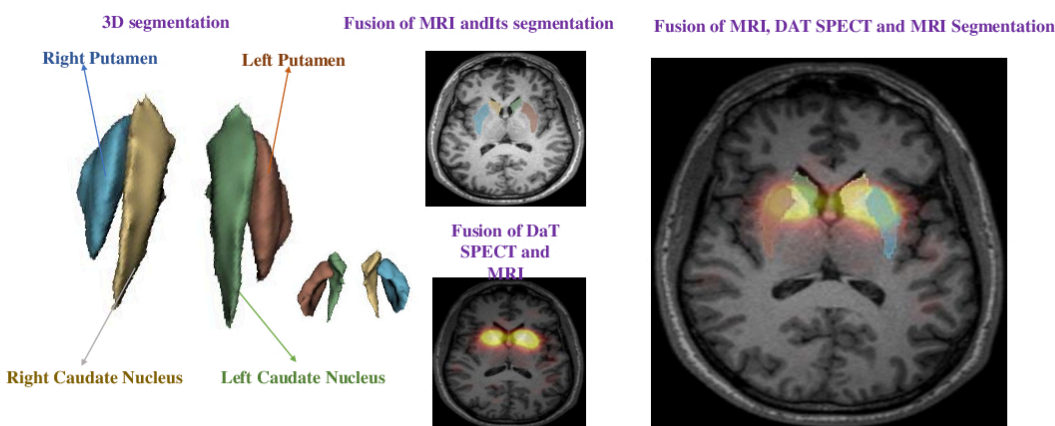 3D segmentation
Right Putamen
Left Putamen
Right Caudate Nucleus
Left Caudate Nucleus
Fusion of MRI andIts segmentation
Fusion of DaT
SPECT and
MRI
Fusion of MRI, DAT SPECT and MRI Segmentation